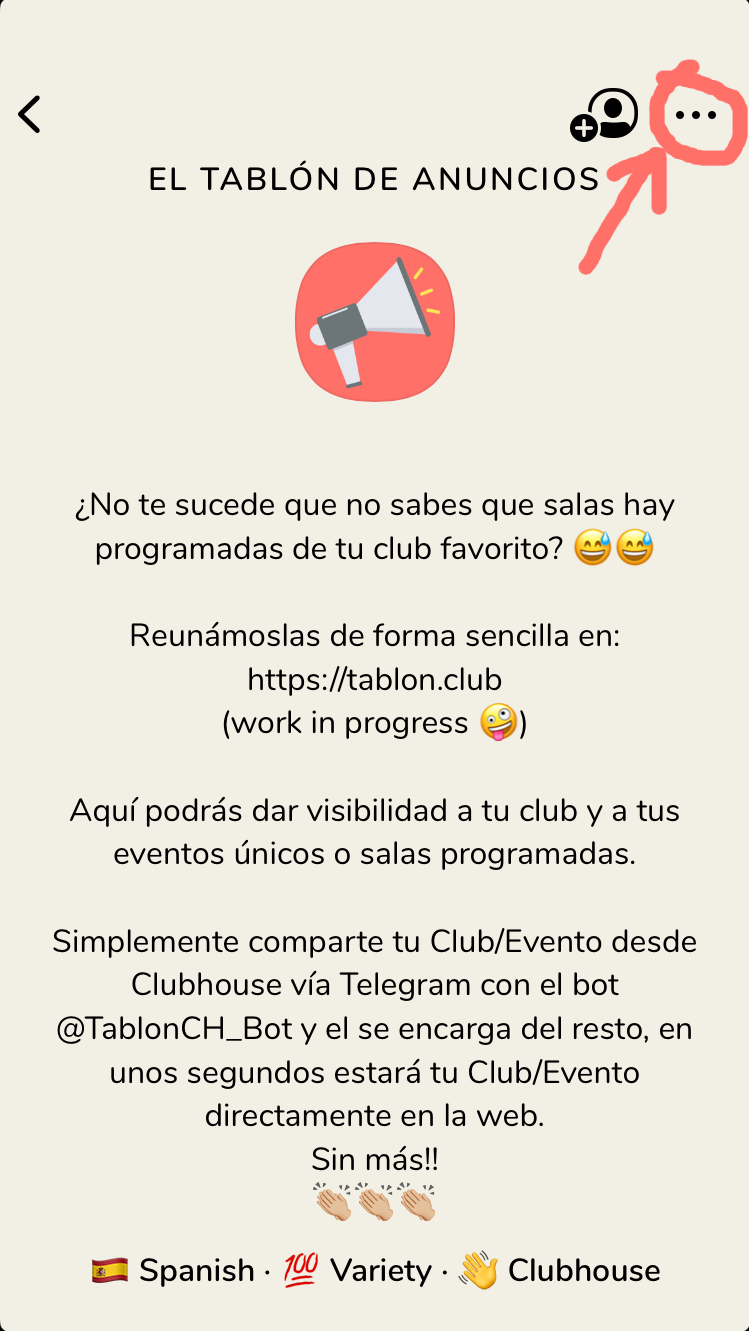 EL TABLÓN DE ANUNCIOS
¿No te sucede que no sabes que salas hay
programadas de tu club favorito? 😅😅
Reunámoslas de forma sencilla en:
https://tablon.club
(work in progress 🤪)
Aquí podrás dar visibilidad a tu club y a tus
eventos únicos o salas programadas.
Simplemente comparte tu Club/Evento desde
Clubhouse vía Telegram con el bot
@TablonCH_Bot y el se encarga del resto, en
unos segundos estará tu Club/Evento
directamente en la web.
Sin más!!
👏🏼👏🏼👏🏼
🇪🇸 Spanish · 💯 Variety · 👋 Clubhouse